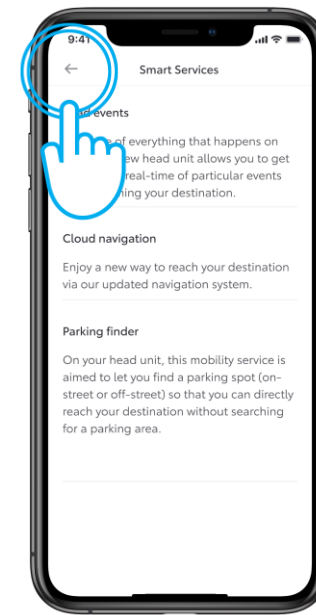 9:41
Smart Services
events
of everything that happens on
ew head unit allows you to get
real-time of particular events
ning your destination.
Cloud navigation
Enjoy a new way to reach your destination
via our updated navigation system.
Parking finder
On your head unit, this mobility service is
aimed to let you find a parking spot (on-
street or off-street) so that you can directly
reach your destination without searching
for a parking area.